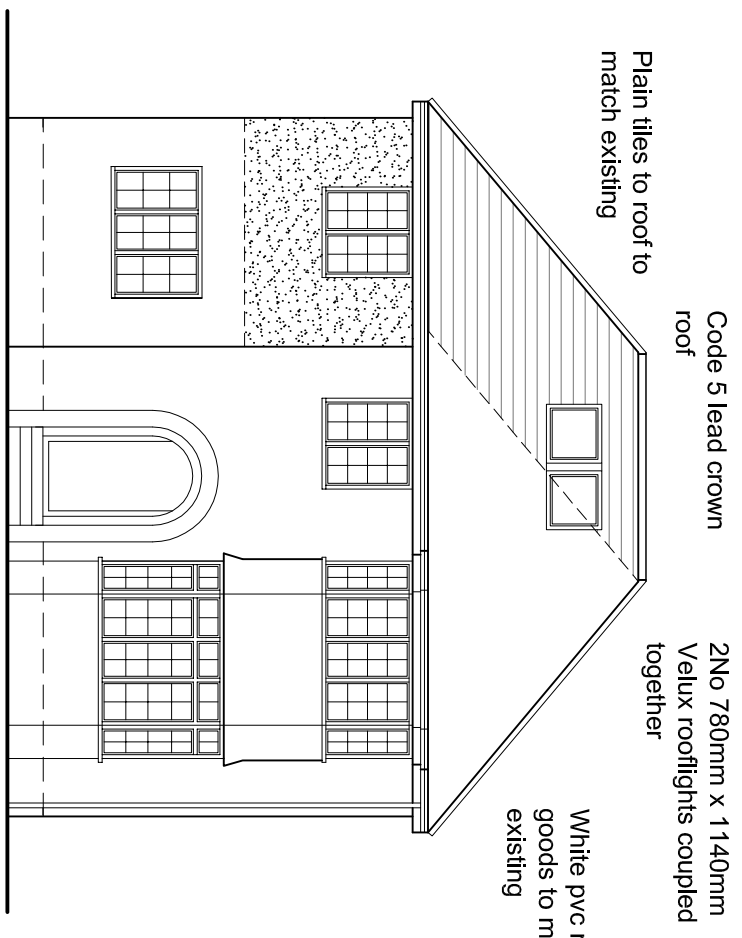 Plain tiles to roof to
match existing
Code 5 lead crown
roof
2No 780mm x 1140mm
Velux rooflights coupled
together
White pvc
goods to
existing